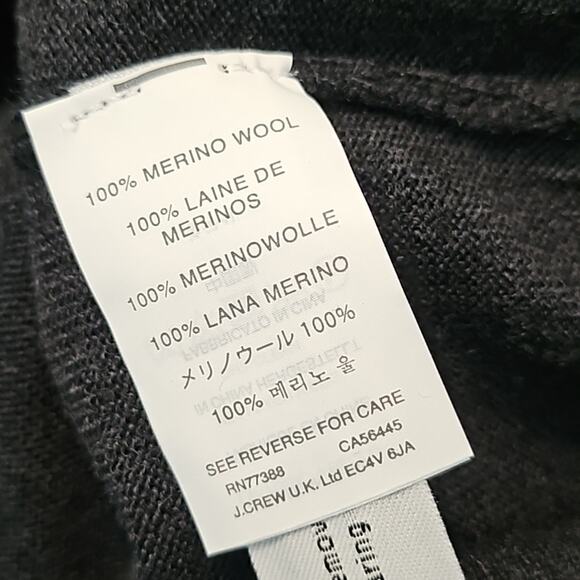 100% MERINO WOOL
100% LAINE DE
MERINOS
100% MERINOWOLLE
100% LANA MERINO
メリノウール 100%
100% 메리노 울
SEE REVERSE FOR CARE
RN77388 CA56445
J.CREW U.K. Ltd EC4V 6JA